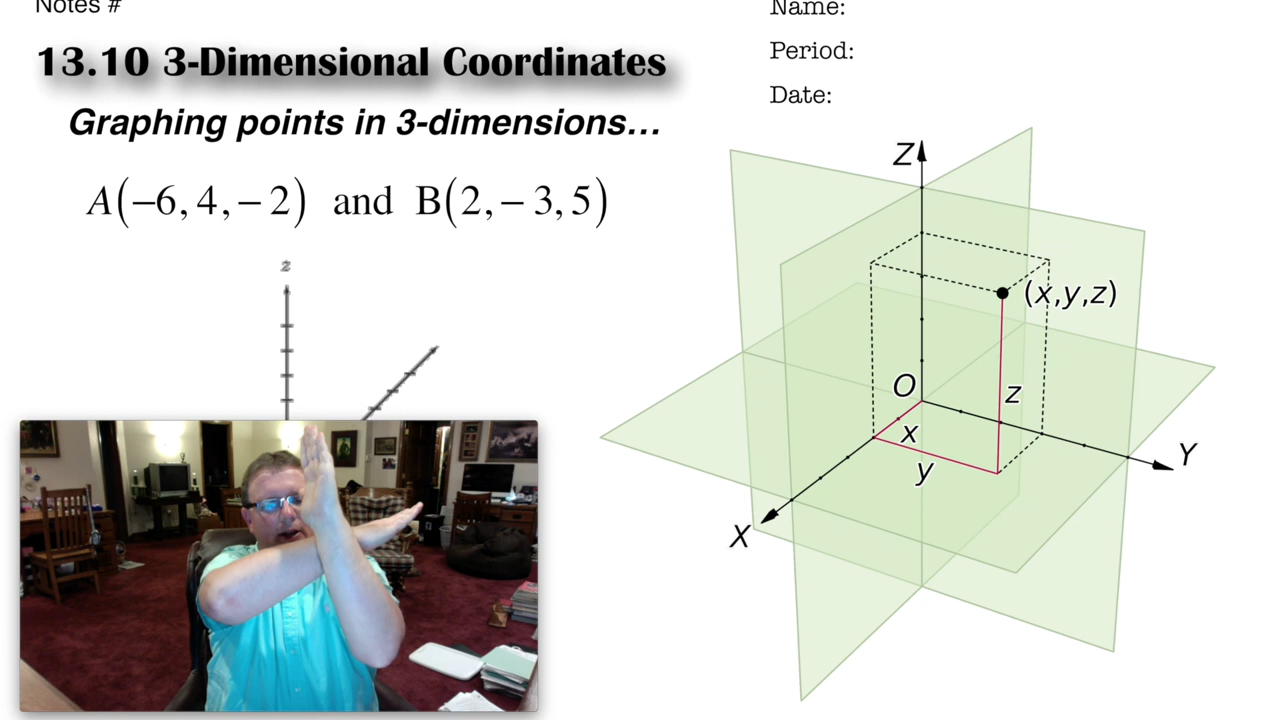 Notes #
Name:
13.10 3-Dimensional Coordinates
Period:
Date:
Graphing points in 3-dimensions…
A(−6, 4, − 2) and B(2, − 3, 5)
z
Z
(x,y,z)
O
z
x
y
Y
X